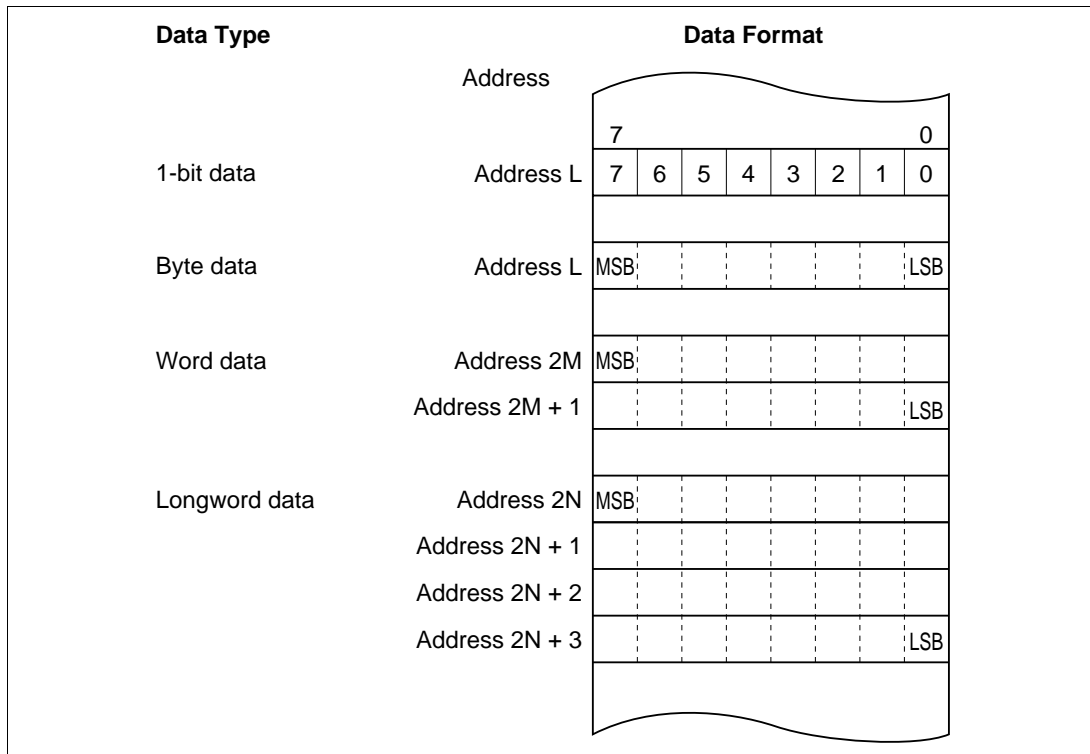 Data Type Data Format
Address
7 0
1-bit data Address L 7 6 5 4 3 2 1 0
Byte data Address L MSB LSB
Word data Address 2M MSB
Address 2M + 1 LSB
Longword data Address 2N MSB
Address 2N + 1
Address 2N + 2
Address 2N + 3 LSB